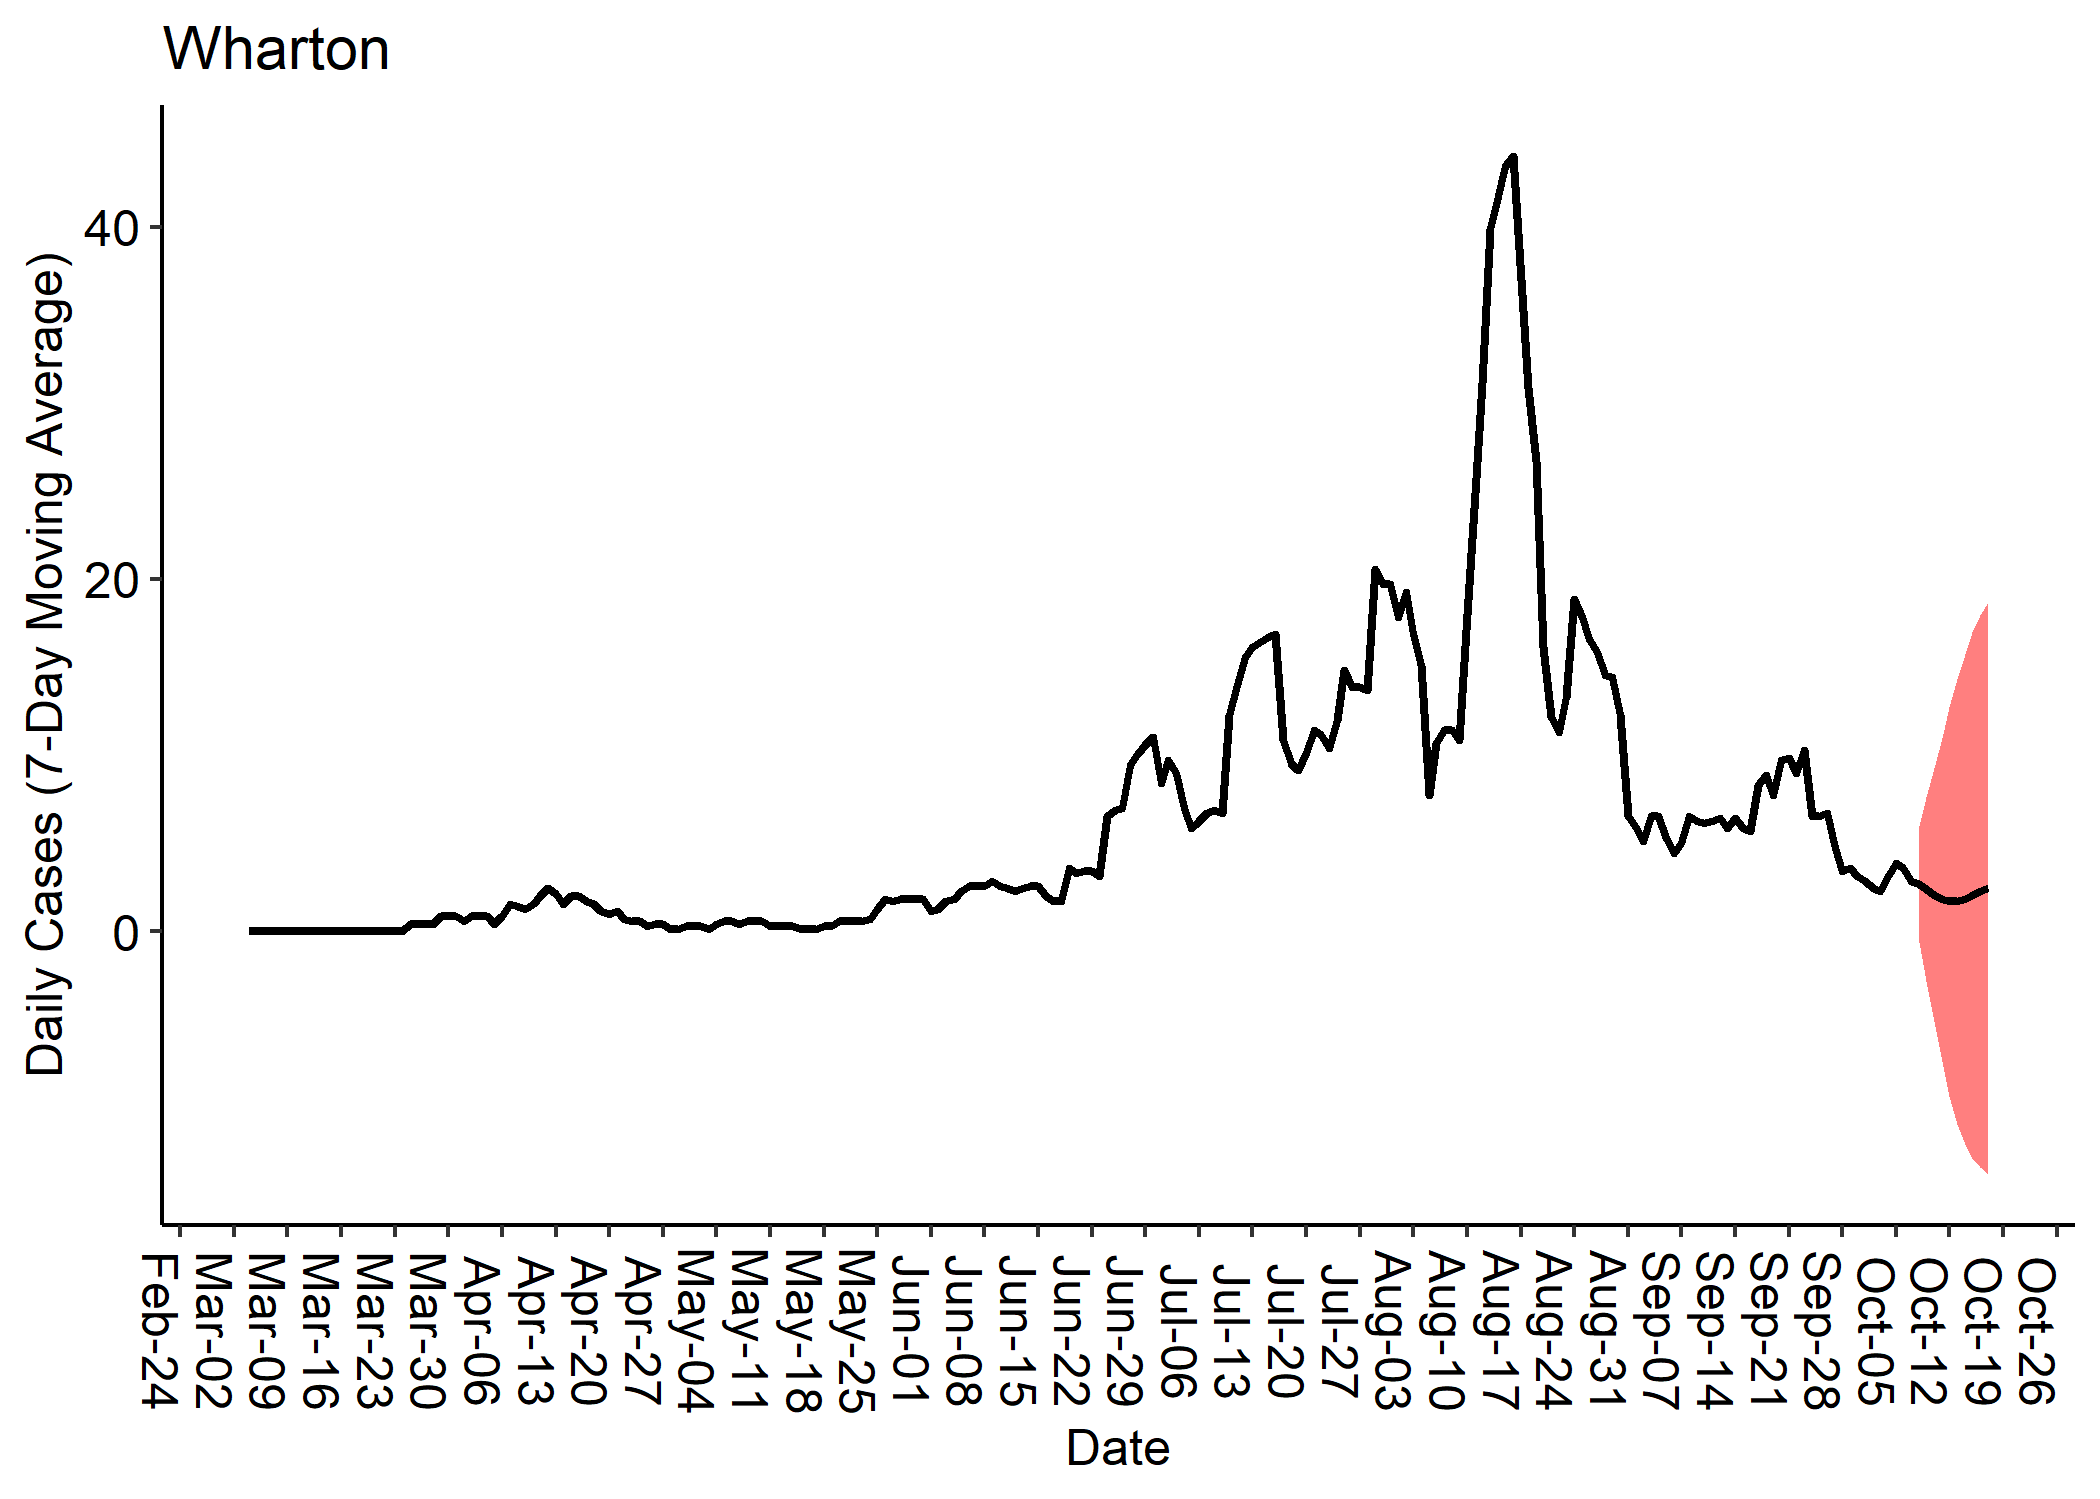 Wharton
Daily Cases (7-Day Moving Average)
40
20
0
Feb-24
Mar-02
Mar-09
Mar-16
Mar-23
Mar-30
Apr-06
Apr-13
Apr-20
Apr-27
May-04
May-11
May-18
May-25
Jun-01
Jun-08
Jun-15
Jun-22
Jun-29
Jul-06
Jul-13
Jul-20
Jul-27
Aug-03
Aug-10
Aug-17
Aug-24
Aug-31
Sep-07
Sep-14
Sep-21
Sep-28
Oct-05
Oct-12
Oct-19
Oct-26
Date